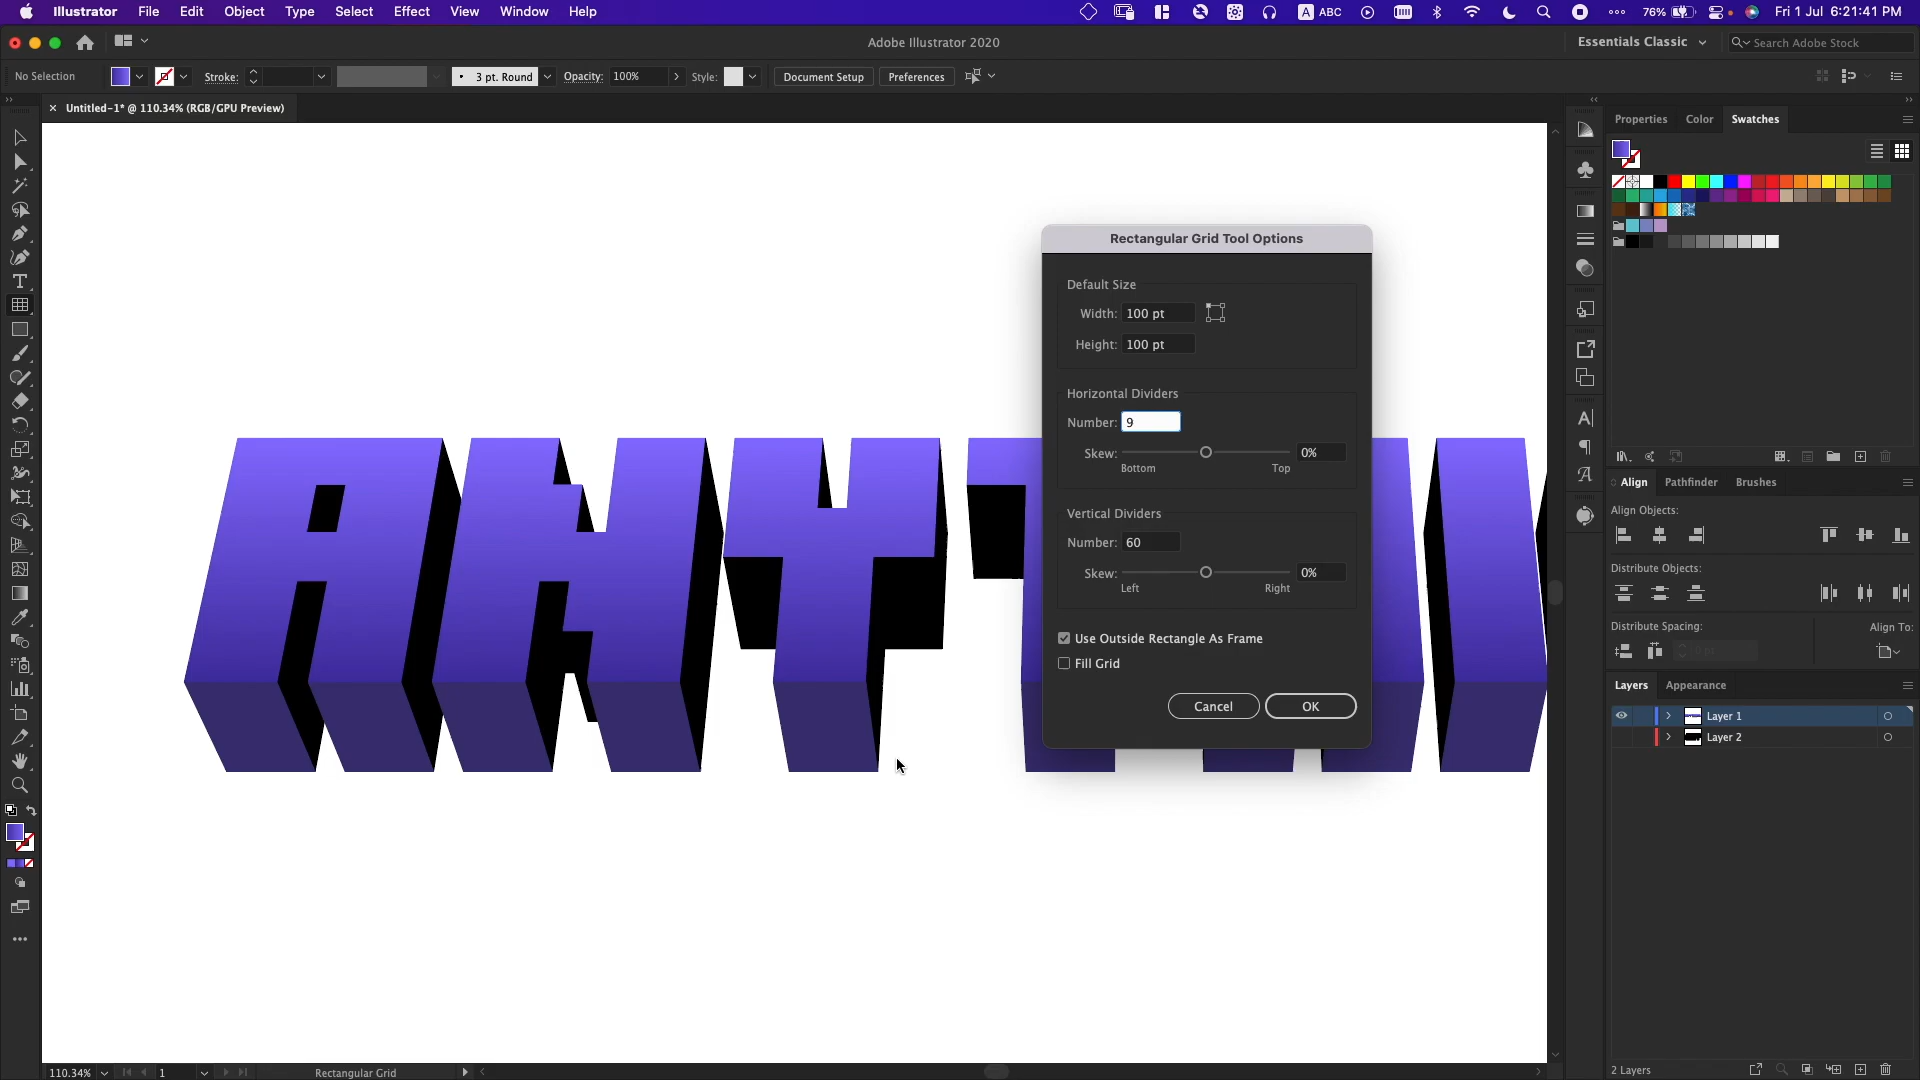 Illustrator File Edit Object Type Select Effect View Window Help
A ABC 76% Fri 1 Jul 6:21:41 PM
Adobe Illustrator 2020
Essentials Classic
Search Adobe Stock
No Selection Stroke: 3 pt. Round Opacity: 100% Style: Document Setup Preferences
× Untitled-1* @ 110.34% (RGB/GPU Preview)
Properties Color Swatches
Rectangular Grid Tool Options
Default Size
Width: 100 pt
Height: 100 pt
Horizontal Dividers
Number: 9
Skew: 0%
Bottom Top
Vertical Dividers
Number: 60
Skew: 0%
Left Right
Use Outside Rectangle As Frame
Fill Grid
Cancel OK
ANYT
Align Pathfinder Brushes
Align Objects:
Distribute Objects:
Distribute Spacing: Align To:
0 pt
Layers Appearance
Layer 1
Layer 2
2 Layers
110.34% 1 Rectangular Grid